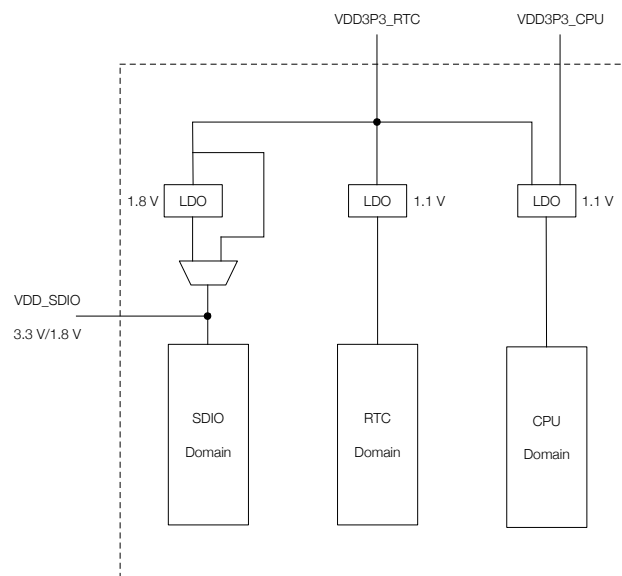 VDD3P3_RTC
VDD3P3_CPU
1.8 V
LDO
LDO
1.1 V
LDO
1.1 V
VDD_SDIO
3.3 V/1.8 V
SDIO
Domain
RTC
Domain
CPU
Domain